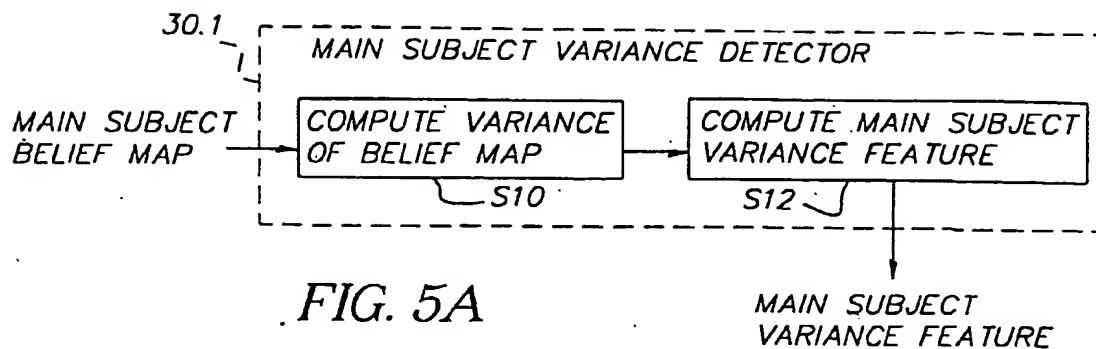 30.1
MAIN SUBJECT VARIANCE DETECTOR
MAIN SUBJECT
BELIEF MAP
COMPUTE VARIANCE
OF BELIEF MAP
S10
COMPUTE MAIN SUBJECT
VARIANCE FEATURE
S12
MAIN SUBJECT
VARIANCE FEATURE
FIG. 5A